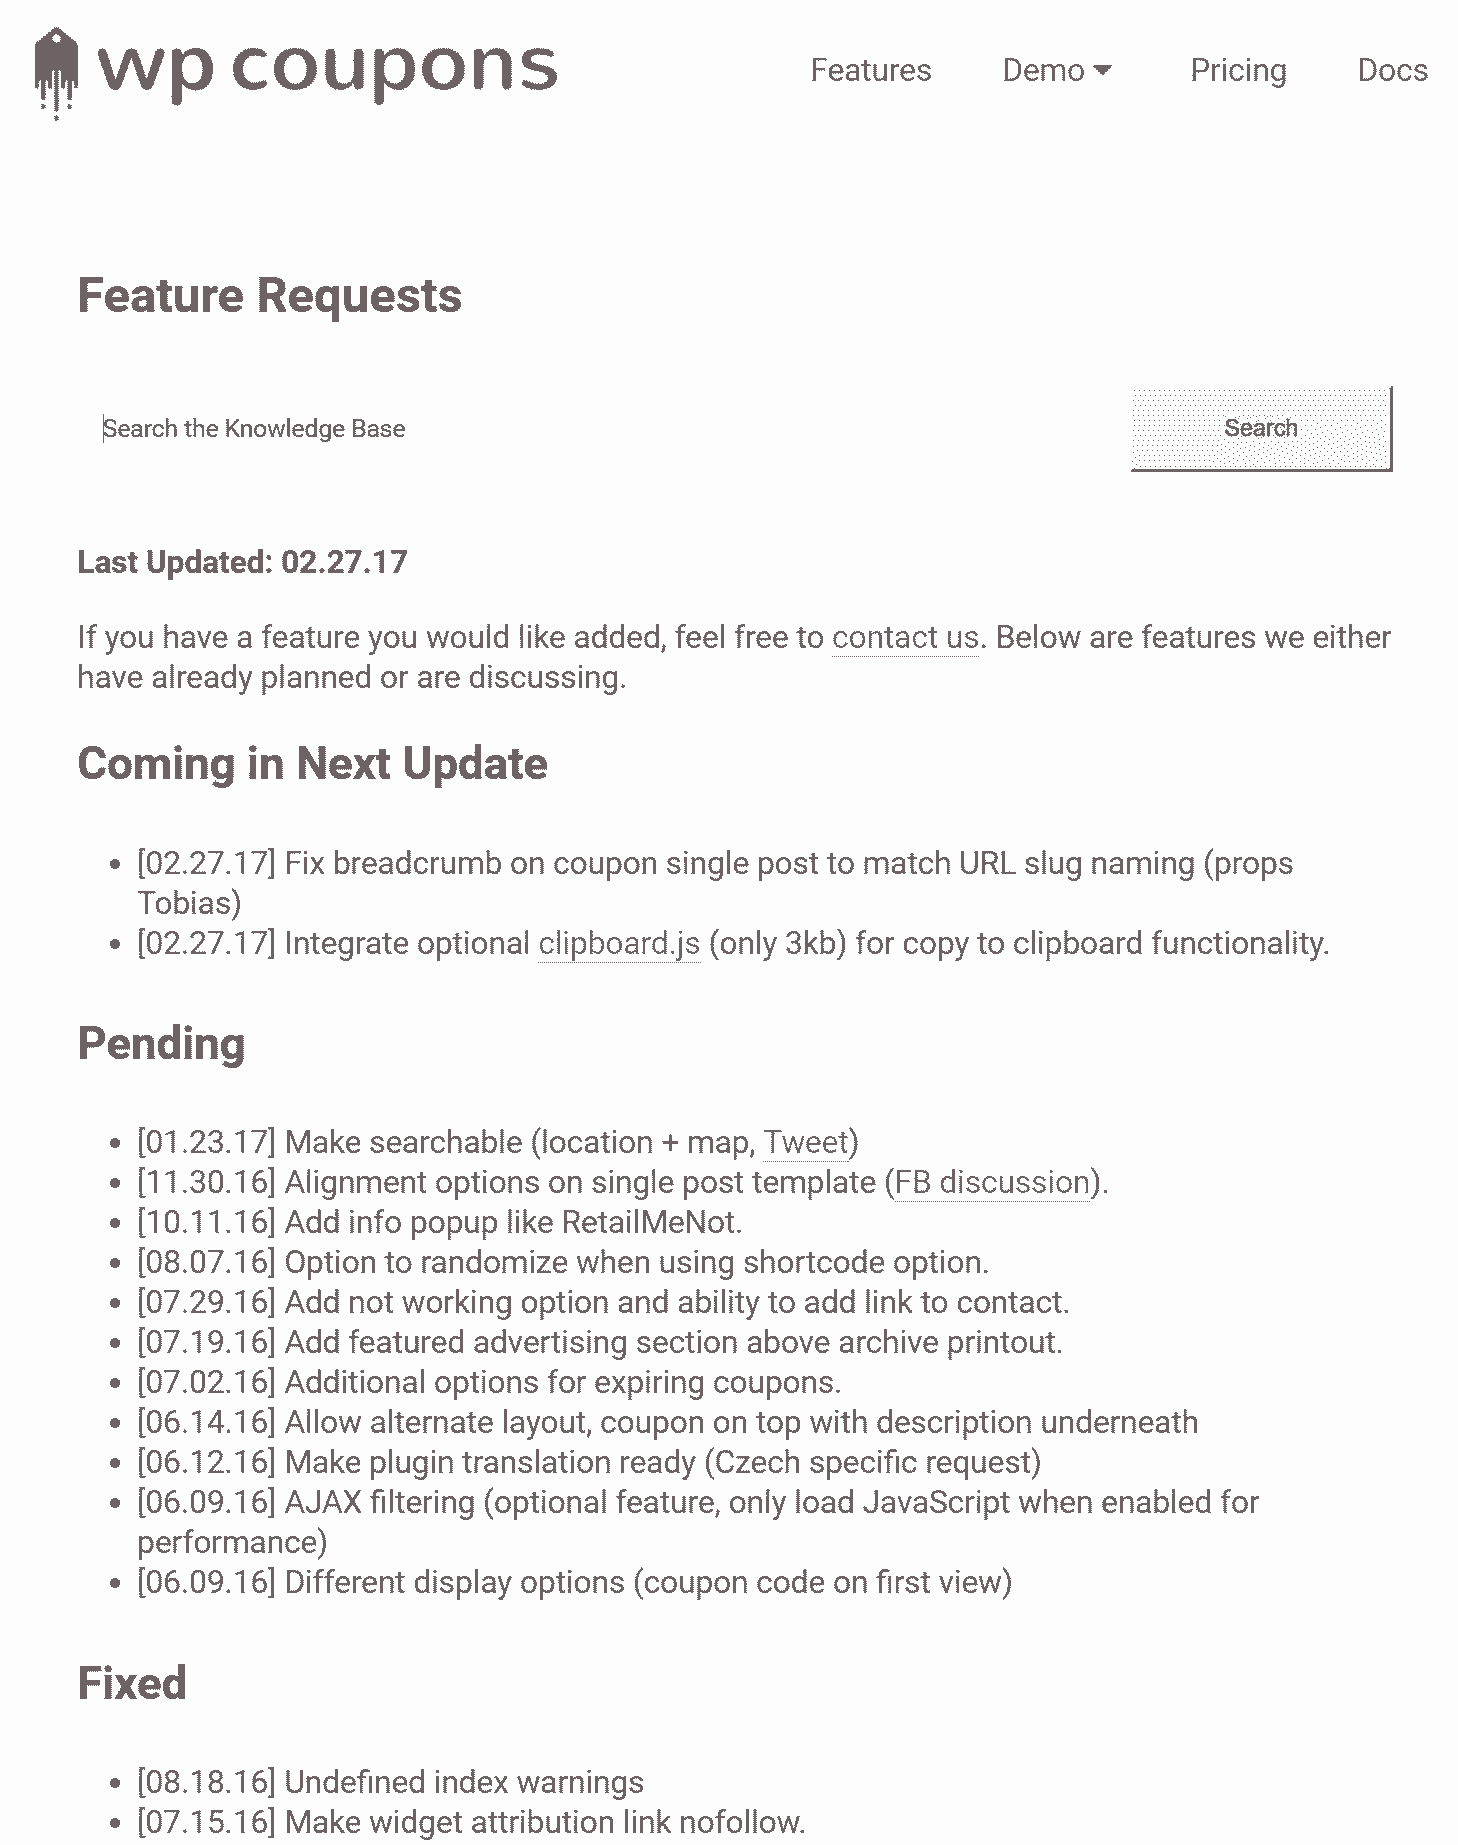 wp coupons
Features Demo Pricing Docs
Feature Requests
Search the Knowledge Base
Search
Last Updated: 02.27.17
If you have a feature you would like added, feel free to contact us. Below are features we either
have already planned or are discussing.
Coming in Next Update
• [02.27.17] Fix breadcrumb on coupon single post to match URL slug naming (props
Tobias)
• [02.27.17] Integrate optional clipboard.js (only 3kb) for copy to clipboard functionality.
Pending
• [01.23.17] Make searchable (location + map, Tweet)
• [11.30.16] Alignment options on single post template (FB discussion).
• [10.11.16] Add info popup like RetailMeNot.
• [08.07.16] Option to randomize when using shortcode option.
• [07.29.16] Add not working option and ability to add link to contact.
• [07.19.16] Add featured advertising section above archive printout.
• [07.02.16] Additional options for expiring coupons.
• [06.14.16] Allow alternate layout, coupon on top with description underneath
• [06.12.16] Make plugin translation ready (Czech specific request)
• [06.09.16] AJAX filtering (optional feature, only load JavaScript when enabled for
performance)
• [06.09.16] Different display options (coupon code on first view)
Fixed
• [08.18.16] Undefined index warnings
• [07.15.16] Make widget attribution link nofollow.